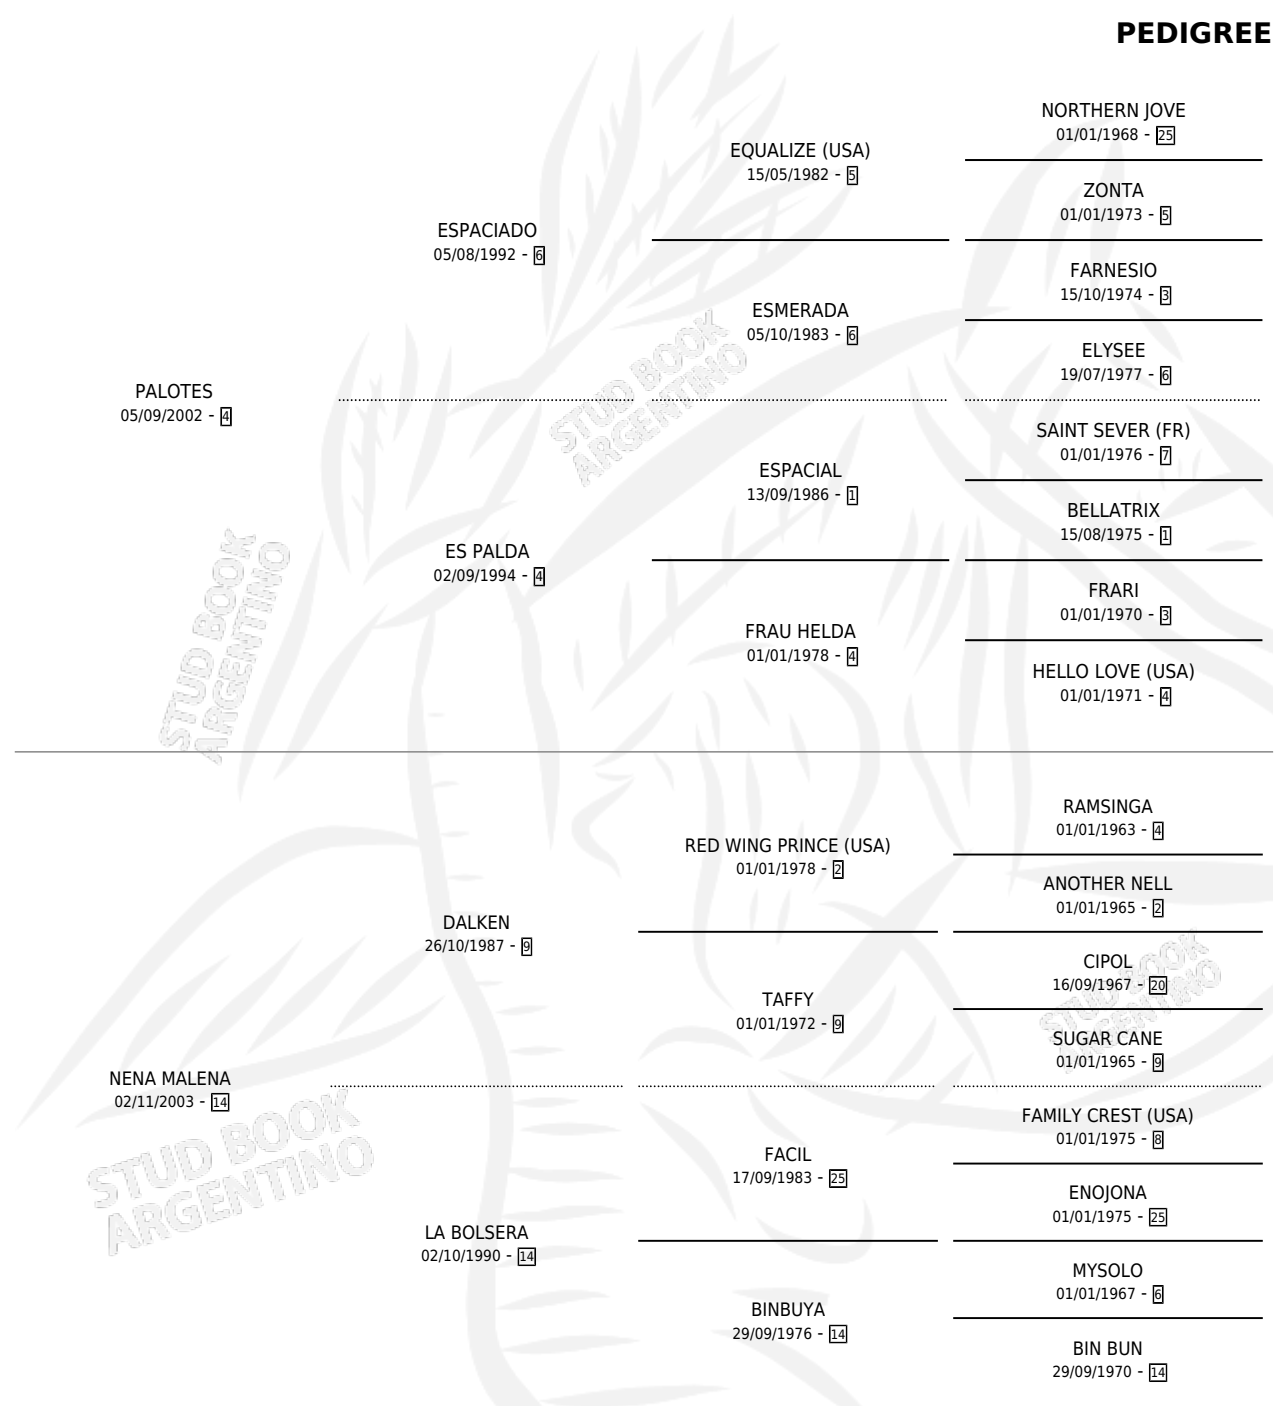 PEDIGREE
NORTHERN JOVE
01/01/1968 - 25
EQUALIZE (USA)
15/05/1982 - 5
ZONTA
01/01/1973 - 5
ESPACIADO
05/08/1992 - 6
FARNESIO
15/10/1974 - 3
ESMERADA
05/10/1983 - 6
ELYSEE
19/07/1977 - 6
PALOTES
05/09/2002 - 4
STUD BOOK
ARGENTINO
SAINT SEVER (FR)
01/01/1976 - 7
ESPACIAL
13/09/1986 - 1
BELLATRIX
15/08/1975 - 1
ES PALDA
02/09/1994 - 4
FRARI
01/01/1970 - 3
FRAU HELDA
01/01/1978 - 4
HELLO LOVE (USA)
01/01/1971 - 4
STUD BOOK
ARGENTINO
RAMSINGA
01/01/1963 - 4
RED WING PRINCE (USA)
01/01/1978 - 2
ANOTHER NELL
01/01/1965 - 2
DALKEN
26/10/1987 - 9
CIPOL
16/09/1967 - 20
STUD BOOK
ARGENTINO
TAFFY
01/01/1972 - 9
SUGAR CANE
01/01/1965 - 9
NENA MALENA
02/11/2003 - 14
STUD BOOK
ARGENTINO
FAMILY CREST (USA)
01/01/1975 - 8
FACIL
17/09/1983 - 25
ENOJONA
01/01/1975 - 25
LA BOLSERA
02/10/1990 - 14
MYSOLO
01/01/1967 - 6
BINBUYA
29/09/1976 - 14
BIN BUN
29/09/1970 - 14